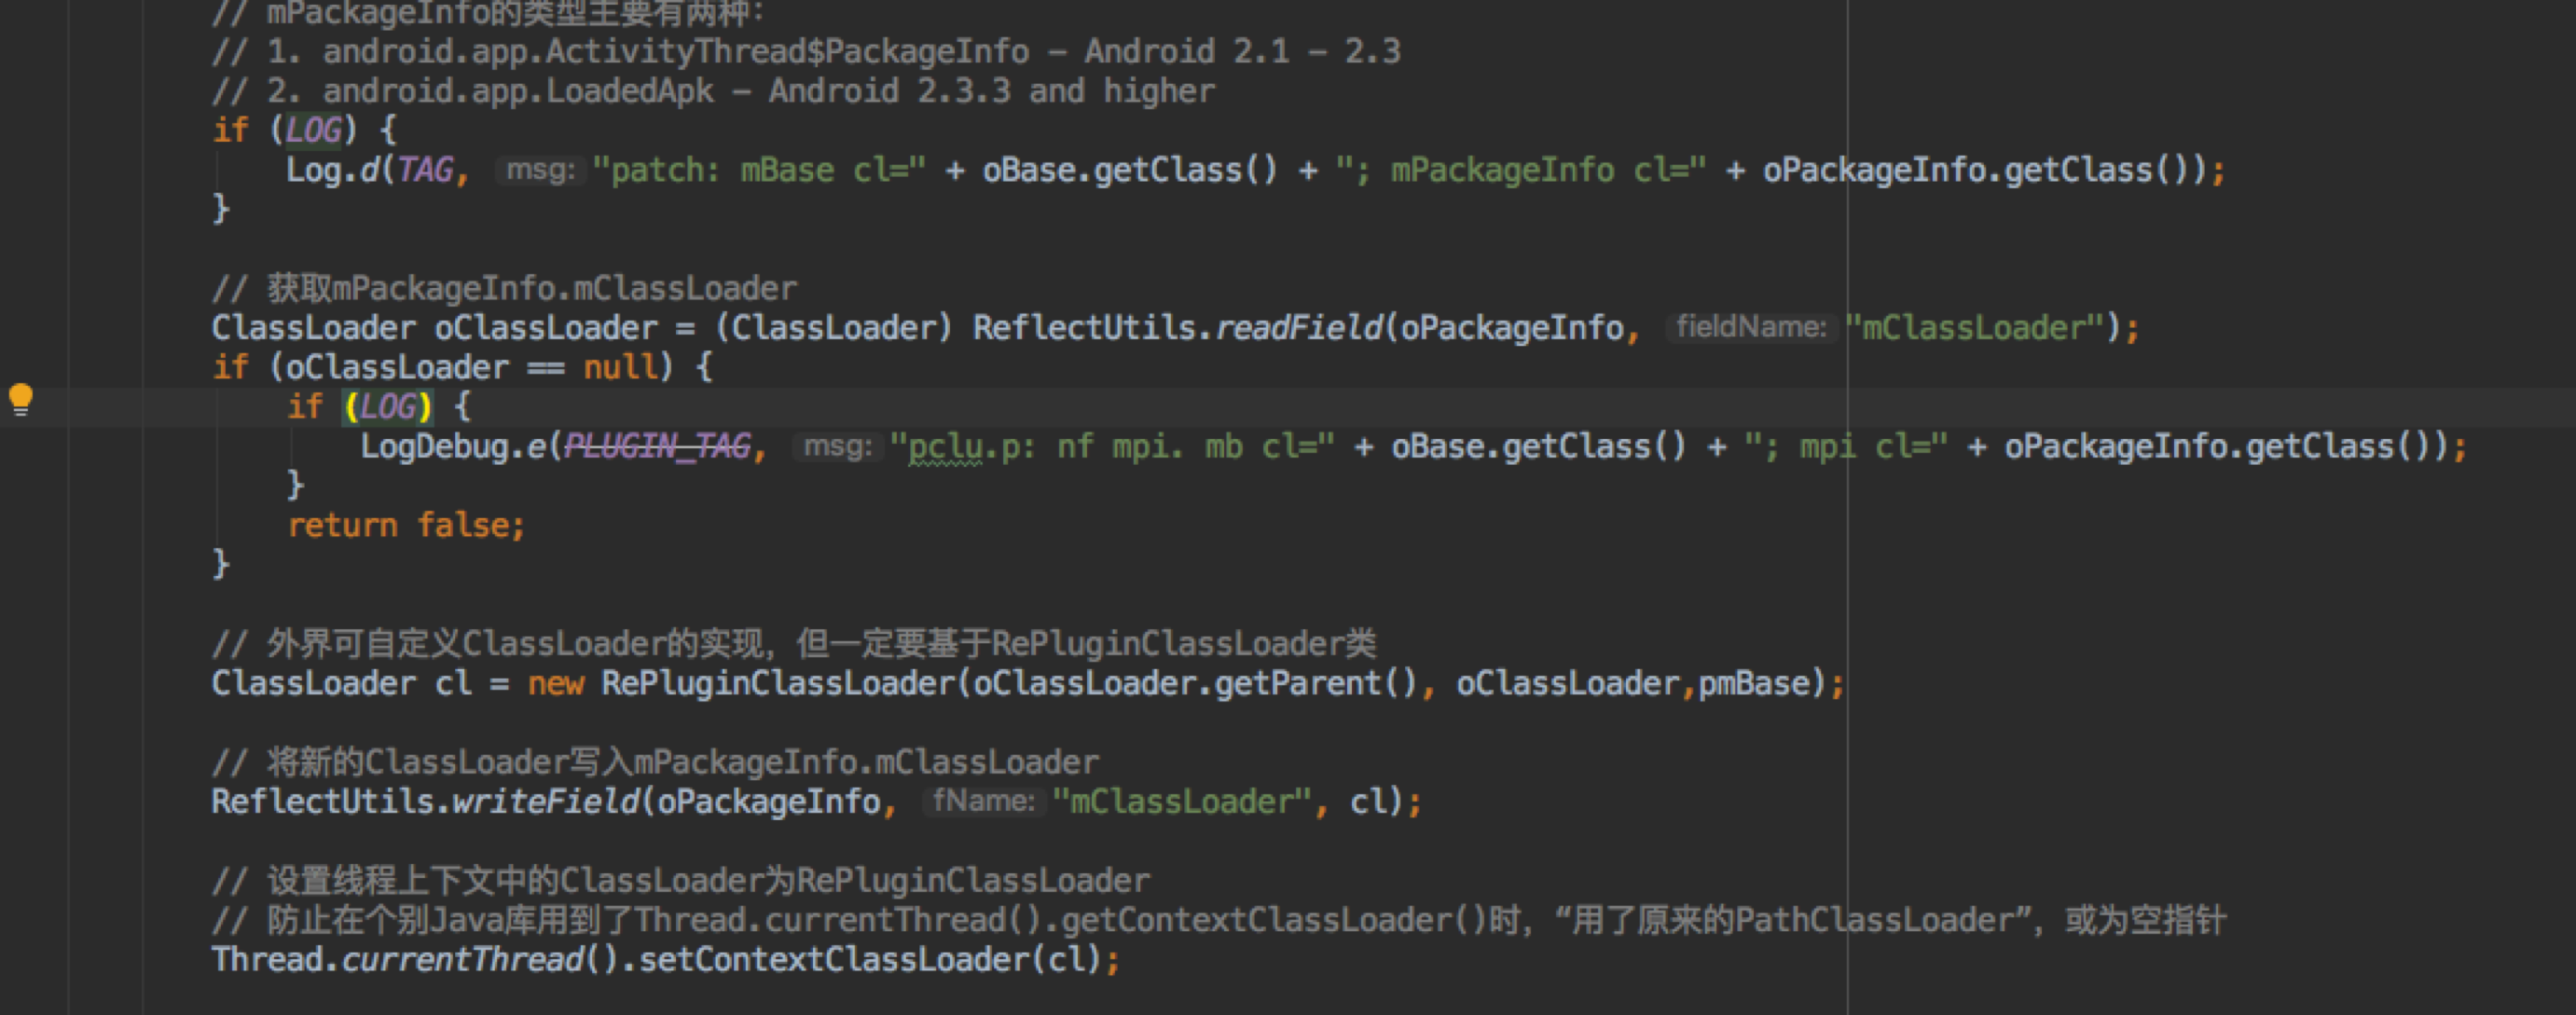 // mPackageInfo的类型主要有两种：
// 1. android.app.ActivityThread$PackageInfo - Android 2.1 - 2.3
// 2. android.app.LoadedApk - Android 2.3.3 and higher
if (LOG) {
Log.d(TAG, msg: "patch: mBase cl=" + oBase.getClass() + "; mPackageInfo cl=" + oPackageInfo.getClass());
}
// 获取mPackageInfo.mClassLoader
ClassLoader oClassLoader = (ClassLoader) ReflectUtils.readField(oPackageInfo, fieldName: "mClassLoader");
if (oClassLoader == null) {
if (LOG) {
LogDebug.e(PLUGIN_TAG, msg: "pclu.p: nf mpi. mb cl=" + oBase.getClass() + "; mpi cl=" + oPackageInfo.getClass());
}
return false;
}
// 外界可自定义ClassLoader的实现，但一定要基于RePluginClassLoader类
ClassLoader cl = new RePluginClassLoader(oClassLoader.getParent(), oClassLoader,pmBase);
// 将新的ClassLoader写入mPackageInfo.mClassLoader
ReflectUtils.writeField(oPackageInfo, fName: "mClassLoader", cl);
// 设置线程上下文中的ClassLoader为RePluginClassLoader
// 防止在个别Java库用到了Thread.currentThread().getContextClassLoader()时，“用了原来的PathClassLoader”，或为空指针
Thread.currentThread().setContextClassLoader(cl);